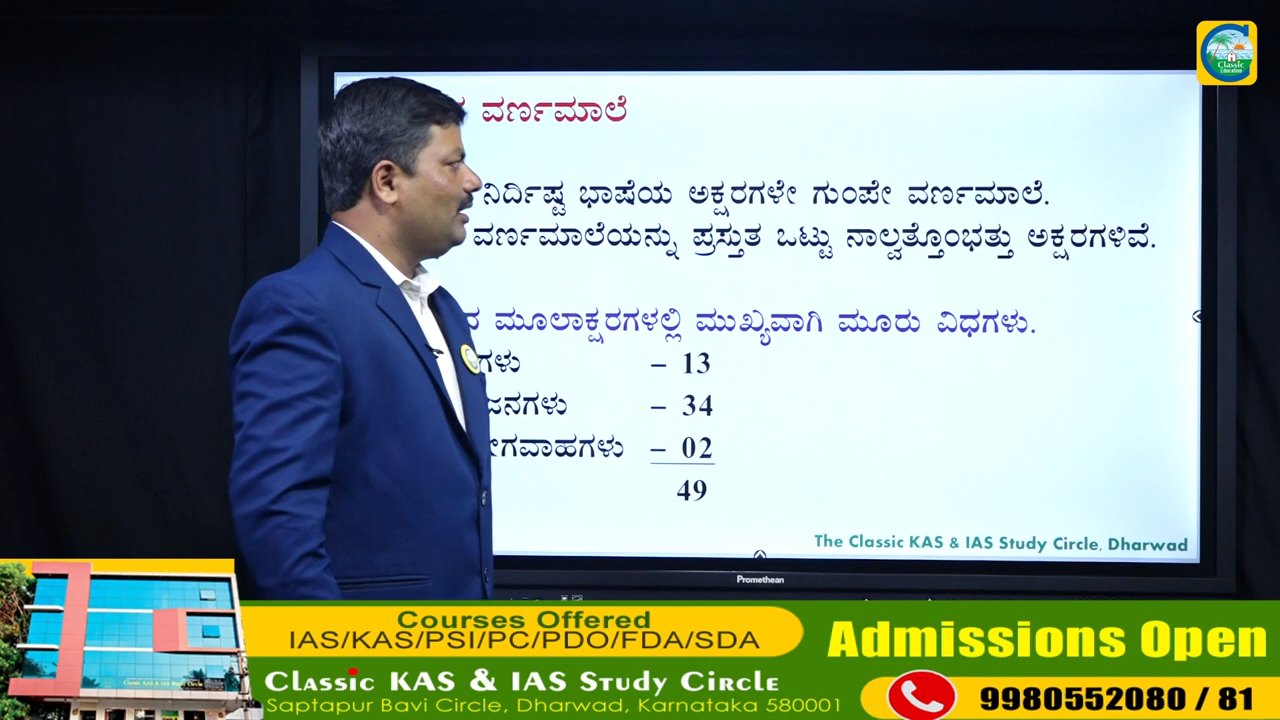 Classic
Education
ವರ್ಣಮಾಲೆ
ನಿರ್ದಿಷ್ಟ ಭಾಷೆಯ ಅಕ್ಷರಗಳೇ ಗುಂಪೇ ವರ್ಣಮಾಲೆ.
ವರ್ಣಮಾಲೆಯನ್ನು ಪ್ರಸ್ತುತ ಒಟ್ಟು ನಾಲ್ವತ್ತೊಂಭತ್ತು ಅಕ್ಷರಗಳಿವೆ.
ಮೂಲಾಕ್ಷರಗಳಲ್ಲಿ ಮುಖ್ಯವಾಗಿ ಮೂರು ವಿಧಗಳು.
ಗಳು – 13
ಜನಗಳು – 34
ಗವಾಹಗಳು – 02
49
The Classic KAS & IAS Study Circle, Dharwad
Promethean
Courses Offered
IAS/KAS/PSI/PC/PDO/FDA/SDA
Classic KAS & IAS Study Circle
Saptapur Bavi Circle, Dharwad, Karnataka 580001
Admissions Open
9980552080 / 81